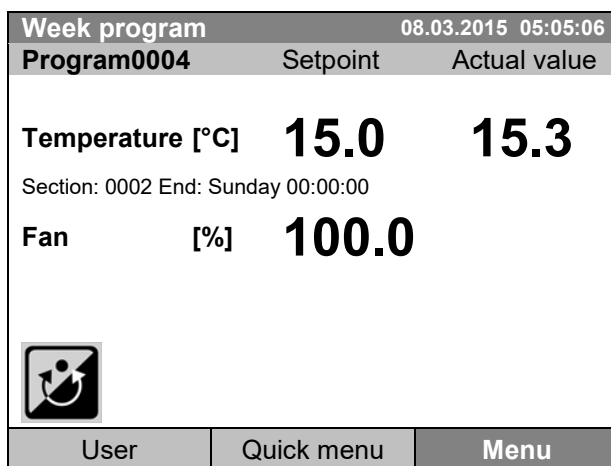 Week program 08.03.2015 05:05:06
Program0004 Setpoint Actual value
Temperature [°C] 15.0 15.3
Section: 0002 End: Sunday 00:00:00
Fan [%] 100.0
User Quick menu Menu